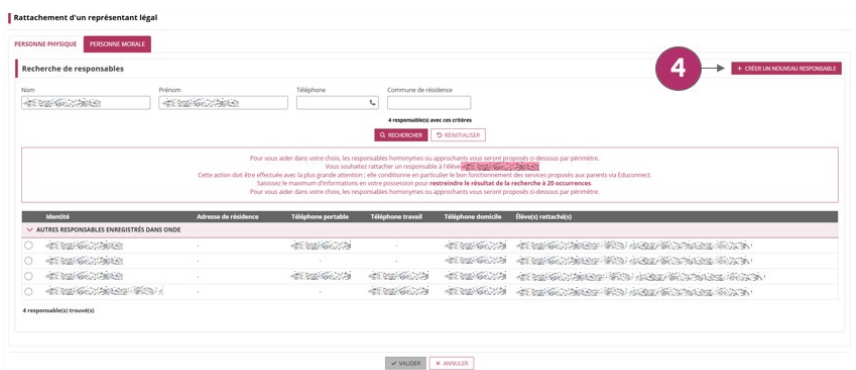 Rattachement d'un représentant légal
PERSONNE PHYSIQUE PERSONNE MORALE
Recherche de responsables
4
+ CRÉER UN NOUVEAU RESPONSABLE
Nom Prénom Téléphone Commune de résidence
4 responsable(s) avec ces critères
RECHERCHER RÉINITIALISER
Pour vous aider dans votre choix, les responsables homonymes ou approchants vous seront proposés ci-dessous par périmètre.
Vous souhaitez rattacher un responsable à l'élève
Cette action doit être effectuée avec la plus grande attention ; elle conditionne en particulier le bon fonctionnement des services proposés aux parents via Educonnect.
Saisissez le maximum d'informations en votre possession pour restreindre le résultat de la recherche à 20 occurrences.
Pour vous aider dans votre choix, les responsables homonymes ou approchants vous seront proposés ci-dessous par périmètre.
Identité Adresse de résidence Téléphone portable Téléphone travail Téléphone domicile Élève(s) rattaché(s)
AUTRES RESPONSABLES ENREGISTRÉS DANS ONDE
4 responsable(s) trouvé(s)
VALIDER ANNULER